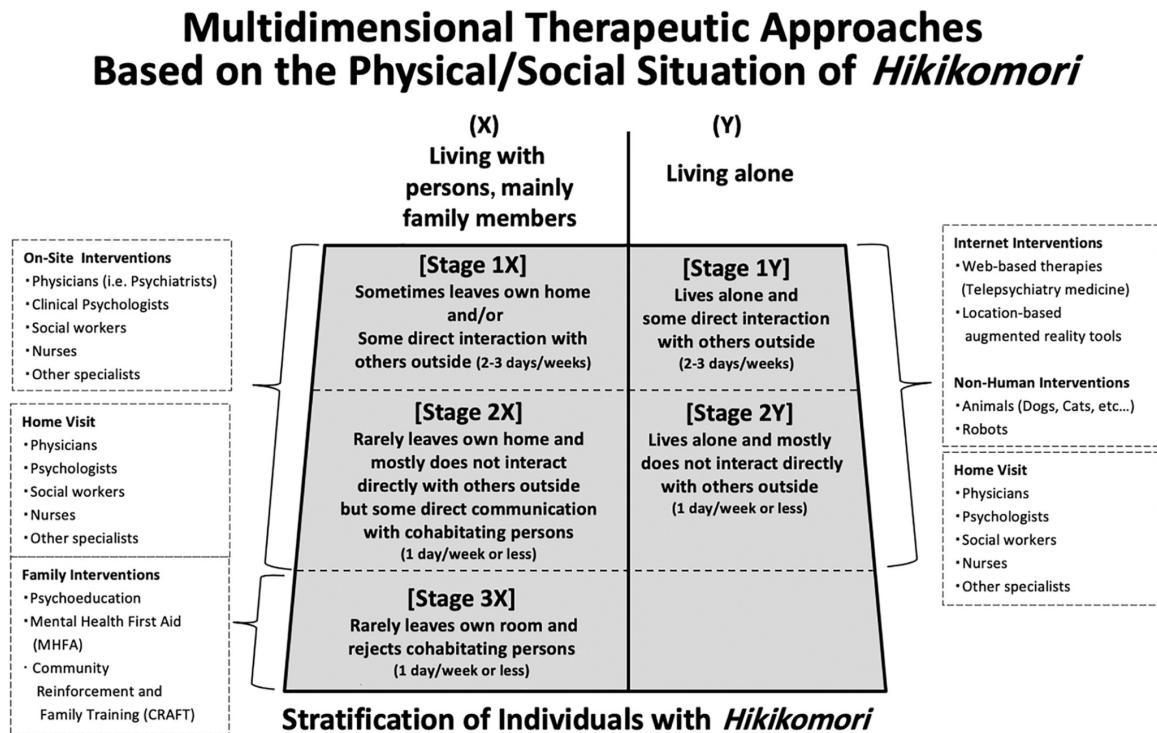 Multidimensional Therapeutic Approaches
Based on the Physical/Social Situation of Hikikomori
(X)
Living with
persons, mainly
family members
(Y)
Living alone
On-Site Interventions
・Physicians (i.e. Psychiatrists)
・Clinical Psychologists
・Social workers
・Nurses
・Other specialists
Home Visit
・Physicians
・Psychologists
・Social workers
・Nurses
・Other specialists
Family Interventions
・Psychoeducation
・Mental Health First Aid
(MHFA)
・Community
Reinforcement and
Family Training (CRAFT)
[Stage 1X]
Sometimes leaves own home
and/or
Some direct interaction with
others outside (2-3 days/weeks)
[Stage 2X]
Rarely leaves own home and
mostly does not interact
directly with others outside
but some direct communication
with cohabitating persons
(1 day/week or less)
[Stage 3X]
Rarely leaves own room and
rejects cohabitating persons
(1 day/week or less)
[Stage 1Y]
Lives alone and
some direct interaction
with others outside
(2-3 days/weeks)
[Stage 2Y]
Lives alone and mostly
does not interact directly
with others outside
(1 day/week or less)
Internet Interventions
・Web-based therapies
(Telepsychiatry medicine)
・Location-based
augmented reality tools
Non-Human Interventions
・Animals (Dogs, Cats, etc…)
・Robots
Home Visit
・Physicians
・Psychologists
・Social workers
・Nurses
・Other specialists
Stratification of Individuals with Hikikomori